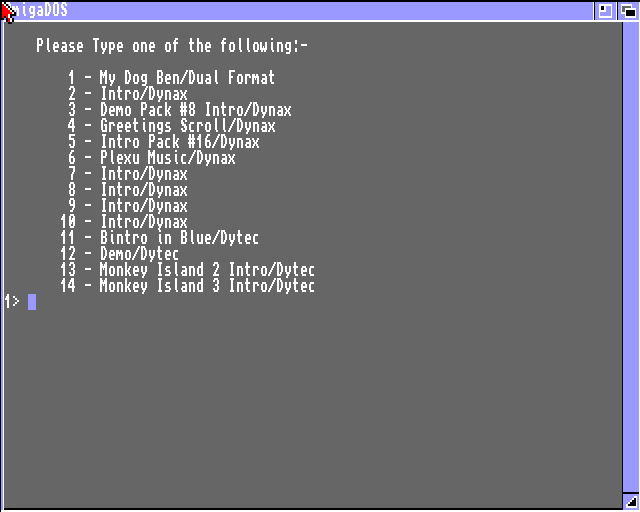 AmigaDOS
Please Type one of the following:-
1 - My Dog Ben/Dual Format
2 - Intro/Dynax
3 - Demo Pack #8 Intro/Dynax
4 - Greetings Scroll/Dynax
5 - Intro Pack #16/Dynax
6 - Plexu Music/Dynax
7 - Intro/Dynax
8 - Intro/Dynax
9 - Intro/Dynax
10 - Intro/Dynax
11 - Bintro in Blue/Dytec
12 - Demo/Dytec
13 - Monkey Island 2 Intro/Dytec
14 - Monkey Island 3 Intro/Dytec
1>